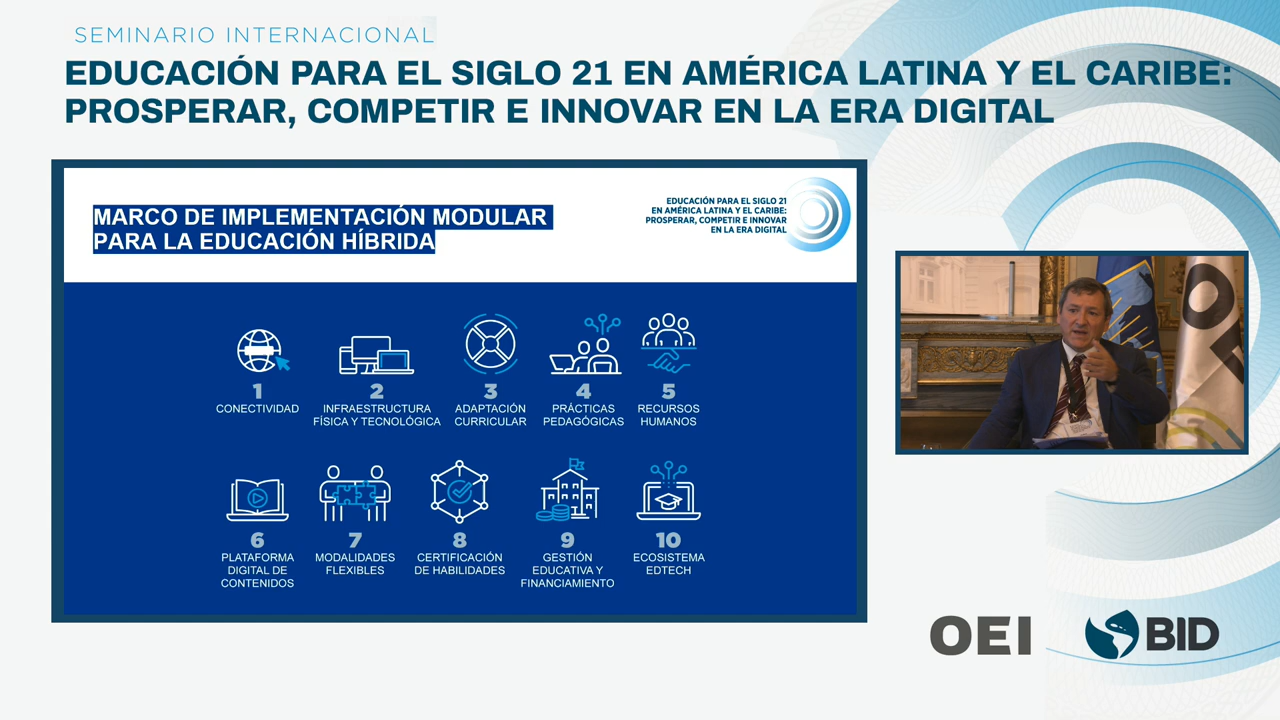 SEMINARIO INTERNACIONAL
EDUCACIÓN PARA EL SIGLO 21 EN AMÉRICA LATINA Y EL CARIBE:
PROSPERAR, COMPETIR E INNOVAR EN LA ERA DIGITAL
MARCO DE IMPLEMENTACIÓN MODULAR
PARA LA EDUCACIÓN HÍBRIDA
EDUCACIÓN PARA EL SIGLO 21
EN AMÉRICA LATINA Y EL CARIBE:
PROSPERAR, COMPETIR E INNOVAR
EN LA ERA DIGITAL
1
CONECTIVIDAD
2
INFRAESTRUCTURA
FÍSICA Y TECNOLÓGICA
3
ADAPTACIÓN
CURRICULAR
4
PRÁCTICAS
PEDAGÓGICAS
5
RECURSOS
HUMANOS
6
PLATAFORMA
DIGITAL DE
CONTENIDOS
7
MODALIDADES
FLEXIBLES
8
CERTIFICACIÓN
DE HABILIDADES
9
GESTIÓN
EDUCATIVA Y
FINANCIAMIENTO
10
ECOSISTEMA
EDTECH
OEI
BID